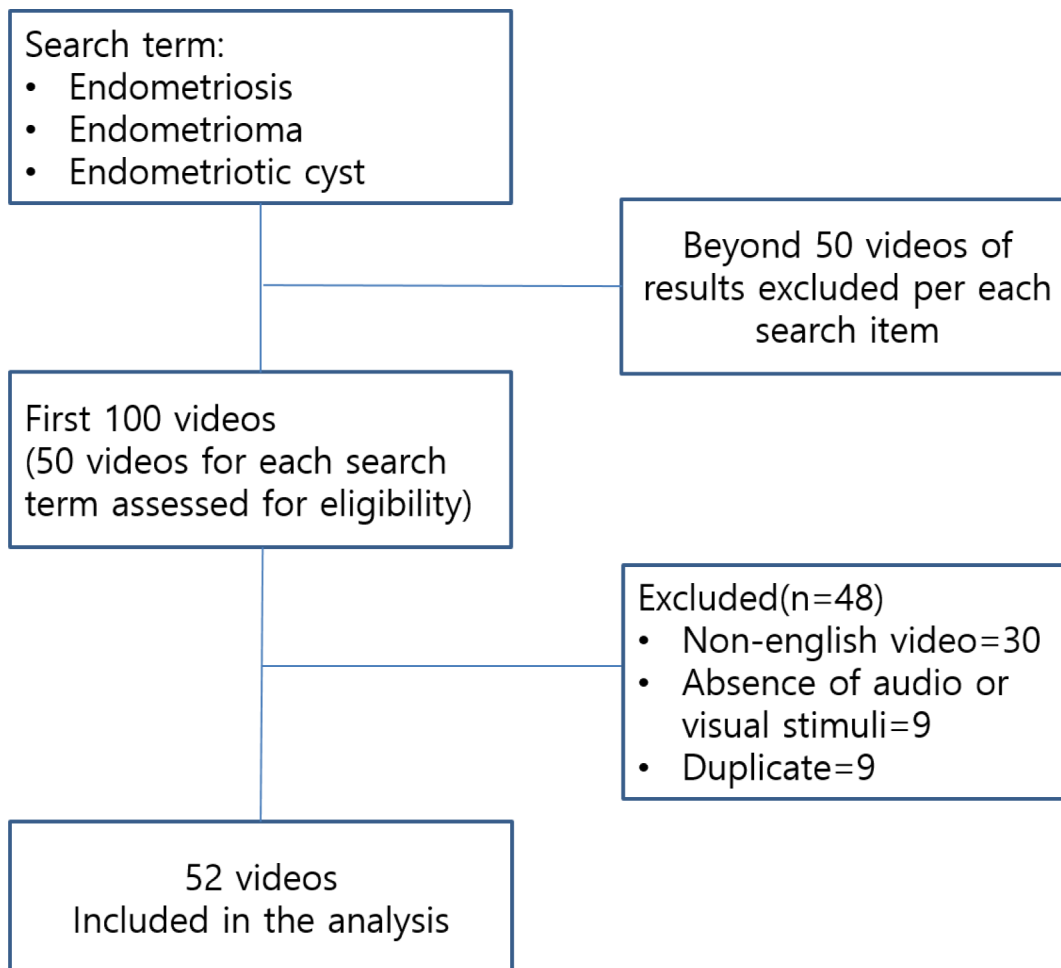 Search term:
• Endometriosis
• Endometrioma
• Endometriotic cyst
Beyond 50 videos of
results excluded per each
search item
First 100 videos
(50 videos for each search
term assessed for eligibility)
Excluded(n=48)
• Non-english video=30
• Absence of audio or
visual stimuli=9
• Duplicate=9
52 videos
Included in the analysis